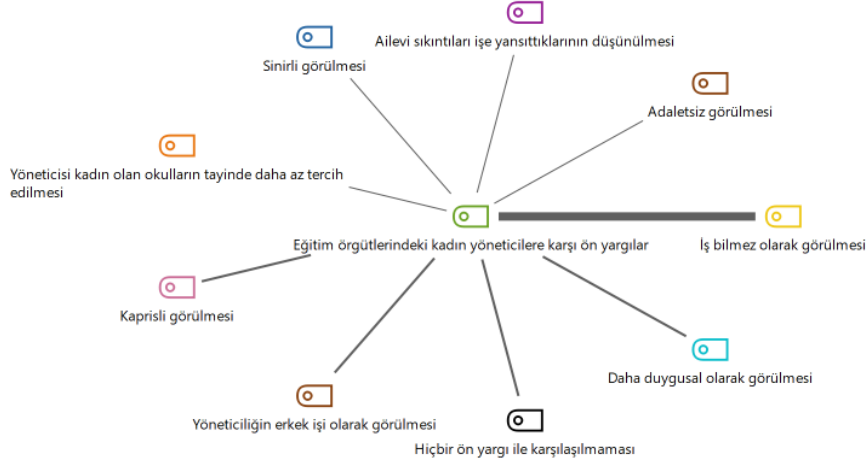 Ailevi sıkıntıları işe yansıttıklarının düşünülmesi
Sinirli görülmesi
Adaletsiz görülmesi
Yöneticisi kadın olan okulların tayinde daha az tercih
edilmesi
Eğitim örgütlerindeki kadın yöneticilere karşı ön yargılar
İş bilmez olarak görülmesi
Kaprisli görülmesi
Daha duygusal olarak görülmesi
Yöneticiliğin erkek işi olarak görülmesi
Hiçbir ön yargı ile karşılaşılmaması